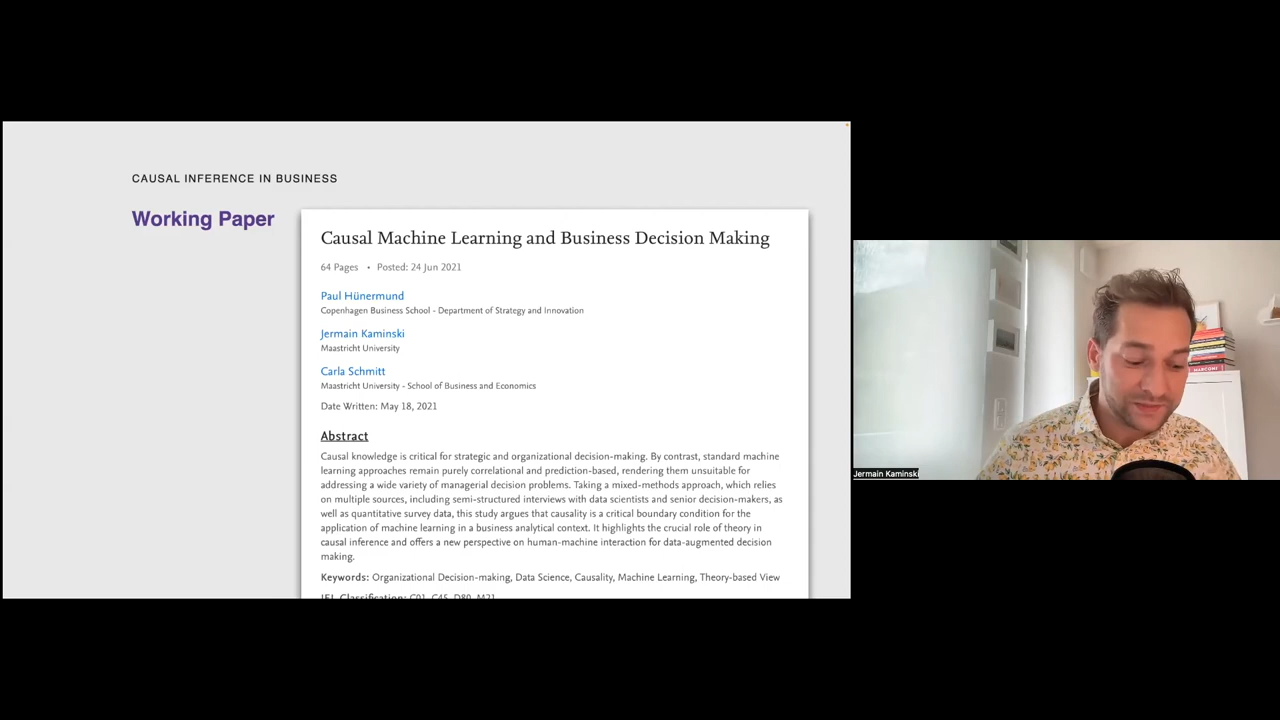 CAUSAL INFERENCE IN BUSINESS
Working Paper
Causal Machine Learning and Business Decision Making
64 Pages • Posted: 24 Jun 2021
Paul Hünermund
Copenhagen Business School - Department of Strategy and Innovation
Jermain Kaminski
Maastricht University
Carla Schmitt
Maastricht University - School of Business and Economics
Date Written: May 18, 2021
Abstract
Causal knowledge is critical for strategic and organizational decision-making. By contrast, standard machine
learning approaches remain purely correlational and prediction-based, rendering them unsuitable for
addressing a wide variety of managerial decision problems. Taking a mixed-methods approach, which relies
on multiple sources, including semi-structured interviews with data scientists and senior decision-makers, as
well as quantitative survey data, this study argues that causality is a critical boundary condition for the
application of machine learning in a business analytical context. It highlights the crucial role of theory in
causal inference and offers a new perspective on human-machine interaction for data-augmented decision
making.
Keywords: Organizational Decision-making, Data Science, Causality, Machine Learning, Theory-based View
JEL Classification: C01, C45, D80, M21
MARCONI
Jermain Kaminski